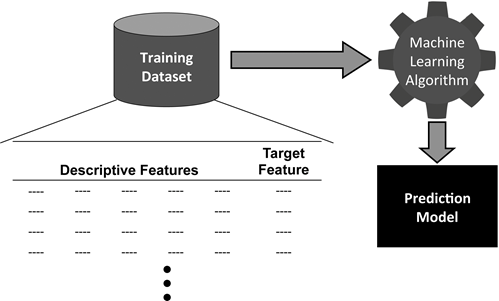 Training
Dataset
Machine
Learning
Algorithm
Descriptive Features
Target
Feature
---- ---- ---- ---- ---- ----
---- ---- ---- ---- ---- ----
---- ---- ---- ---- ---- ----
---- ---- ---- ---- ---- ----
Prediction
Model